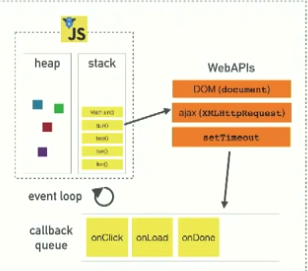 JS
heap
stack
WebAPIs
DOM (document)
ajax (XMLHttpRequest)
setTimeout
event loop
callback
queue
onClick
onLoad
onDone